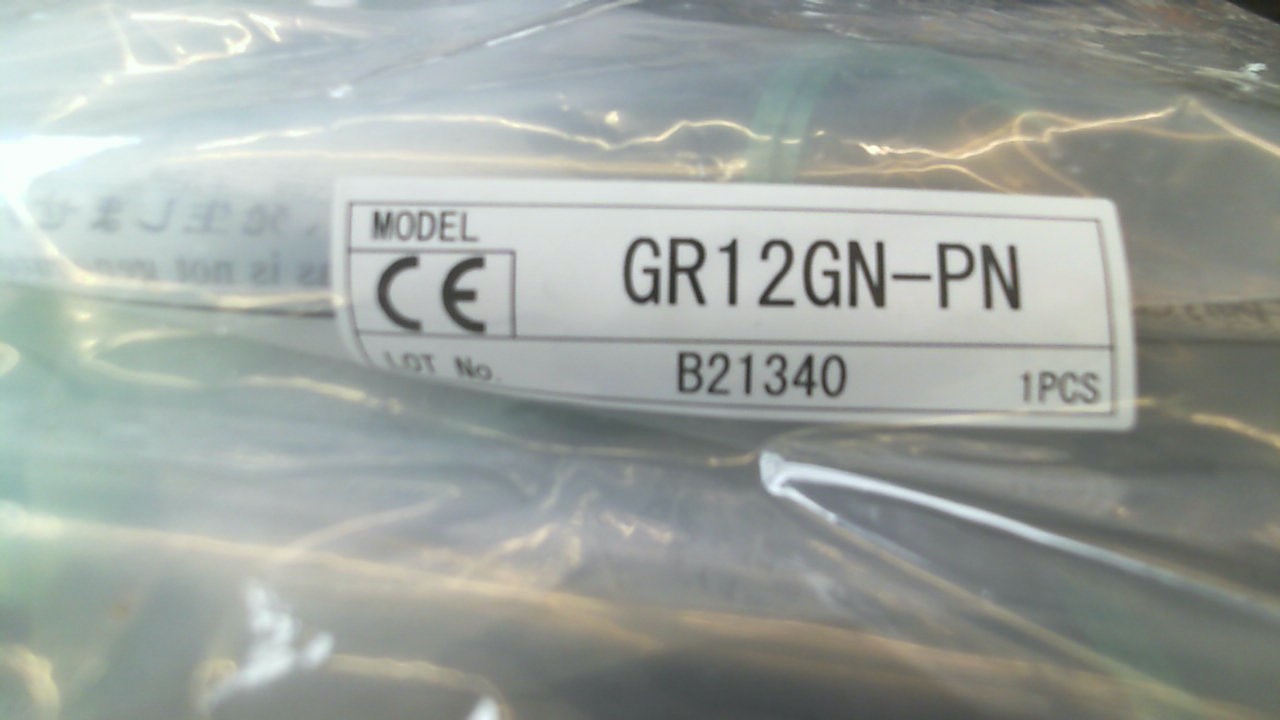 MODEL
GR12GN-PN
CE
LOT No.
B21340
1PCS